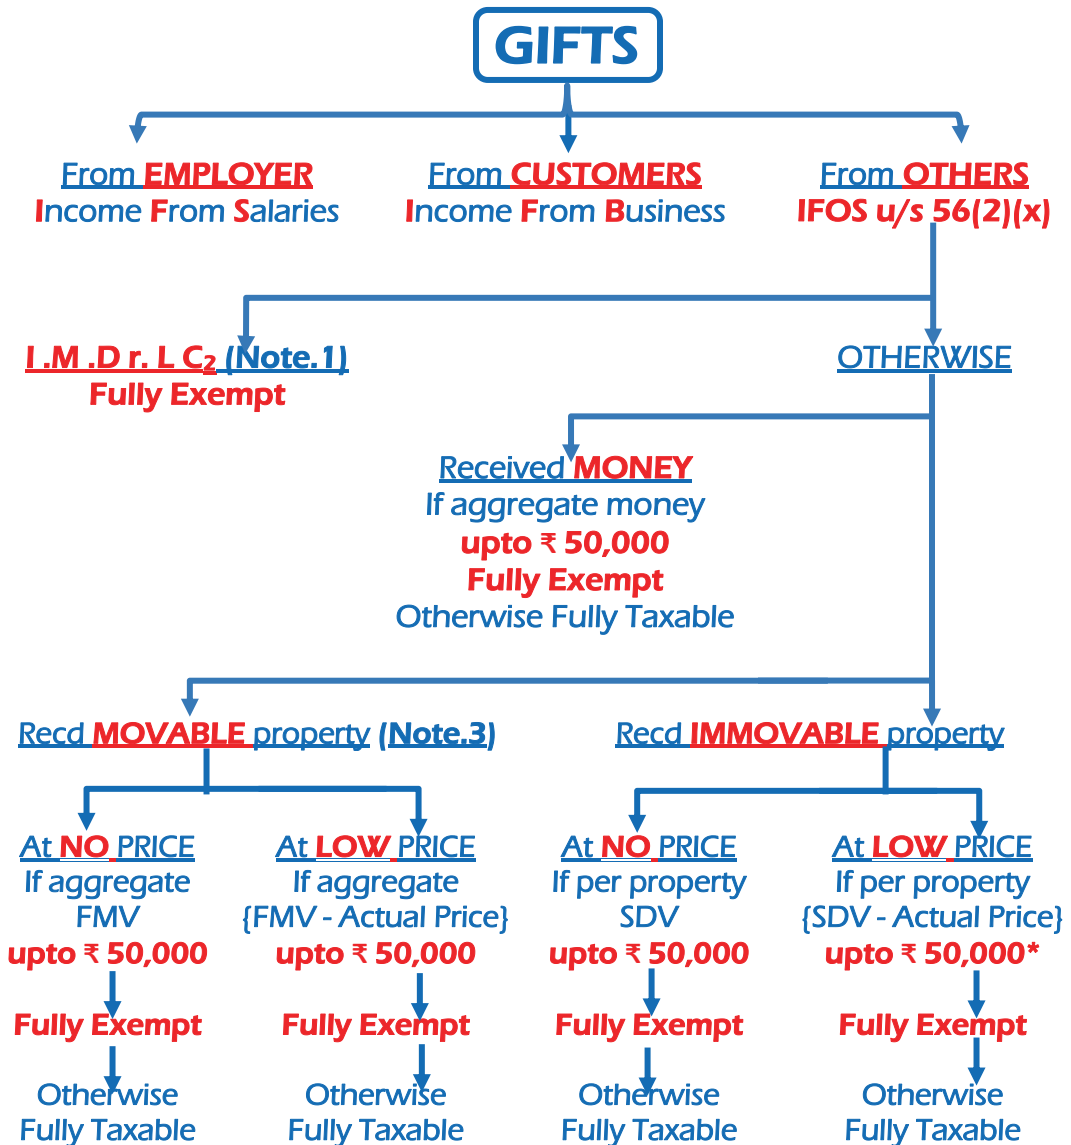 GIFTS
From EMPLOYER
Income From Salaries
From CUSTOMERS
Income From Business
From OTHERS
IFOS u/s 56(2)(x)
I .M .D r. L C₂ (Note.1)
Fully Exempt
OTHERWISE
Received MONEY
If aggregate money
upto ₹ 50,000
Fully Exempt
Otherwise Fully Taxable
Recd MOVABLE property (Note.3)
Recd IMMOVABLE property
At NO PRICE
If aggregate
FMV
upto ₹ 50,000
Fully Exempt
Otherwise
Fully Taxable
At LOW PRICE
If aggregate
{FMV - Actual Price}
upto ₹ 50,000
Fully Exempt
Otherwise
Fully Taxable
At NO PRICE
If per property
SDV
upto ₹ 50,000
Fully Exempt
Otherwise
Fully Taxable
At LOW PRICE
If per property
{SDV - Actual Price}
upto ₹ 50,000*
Fully Exempt
Otherwise
Fully Taxable